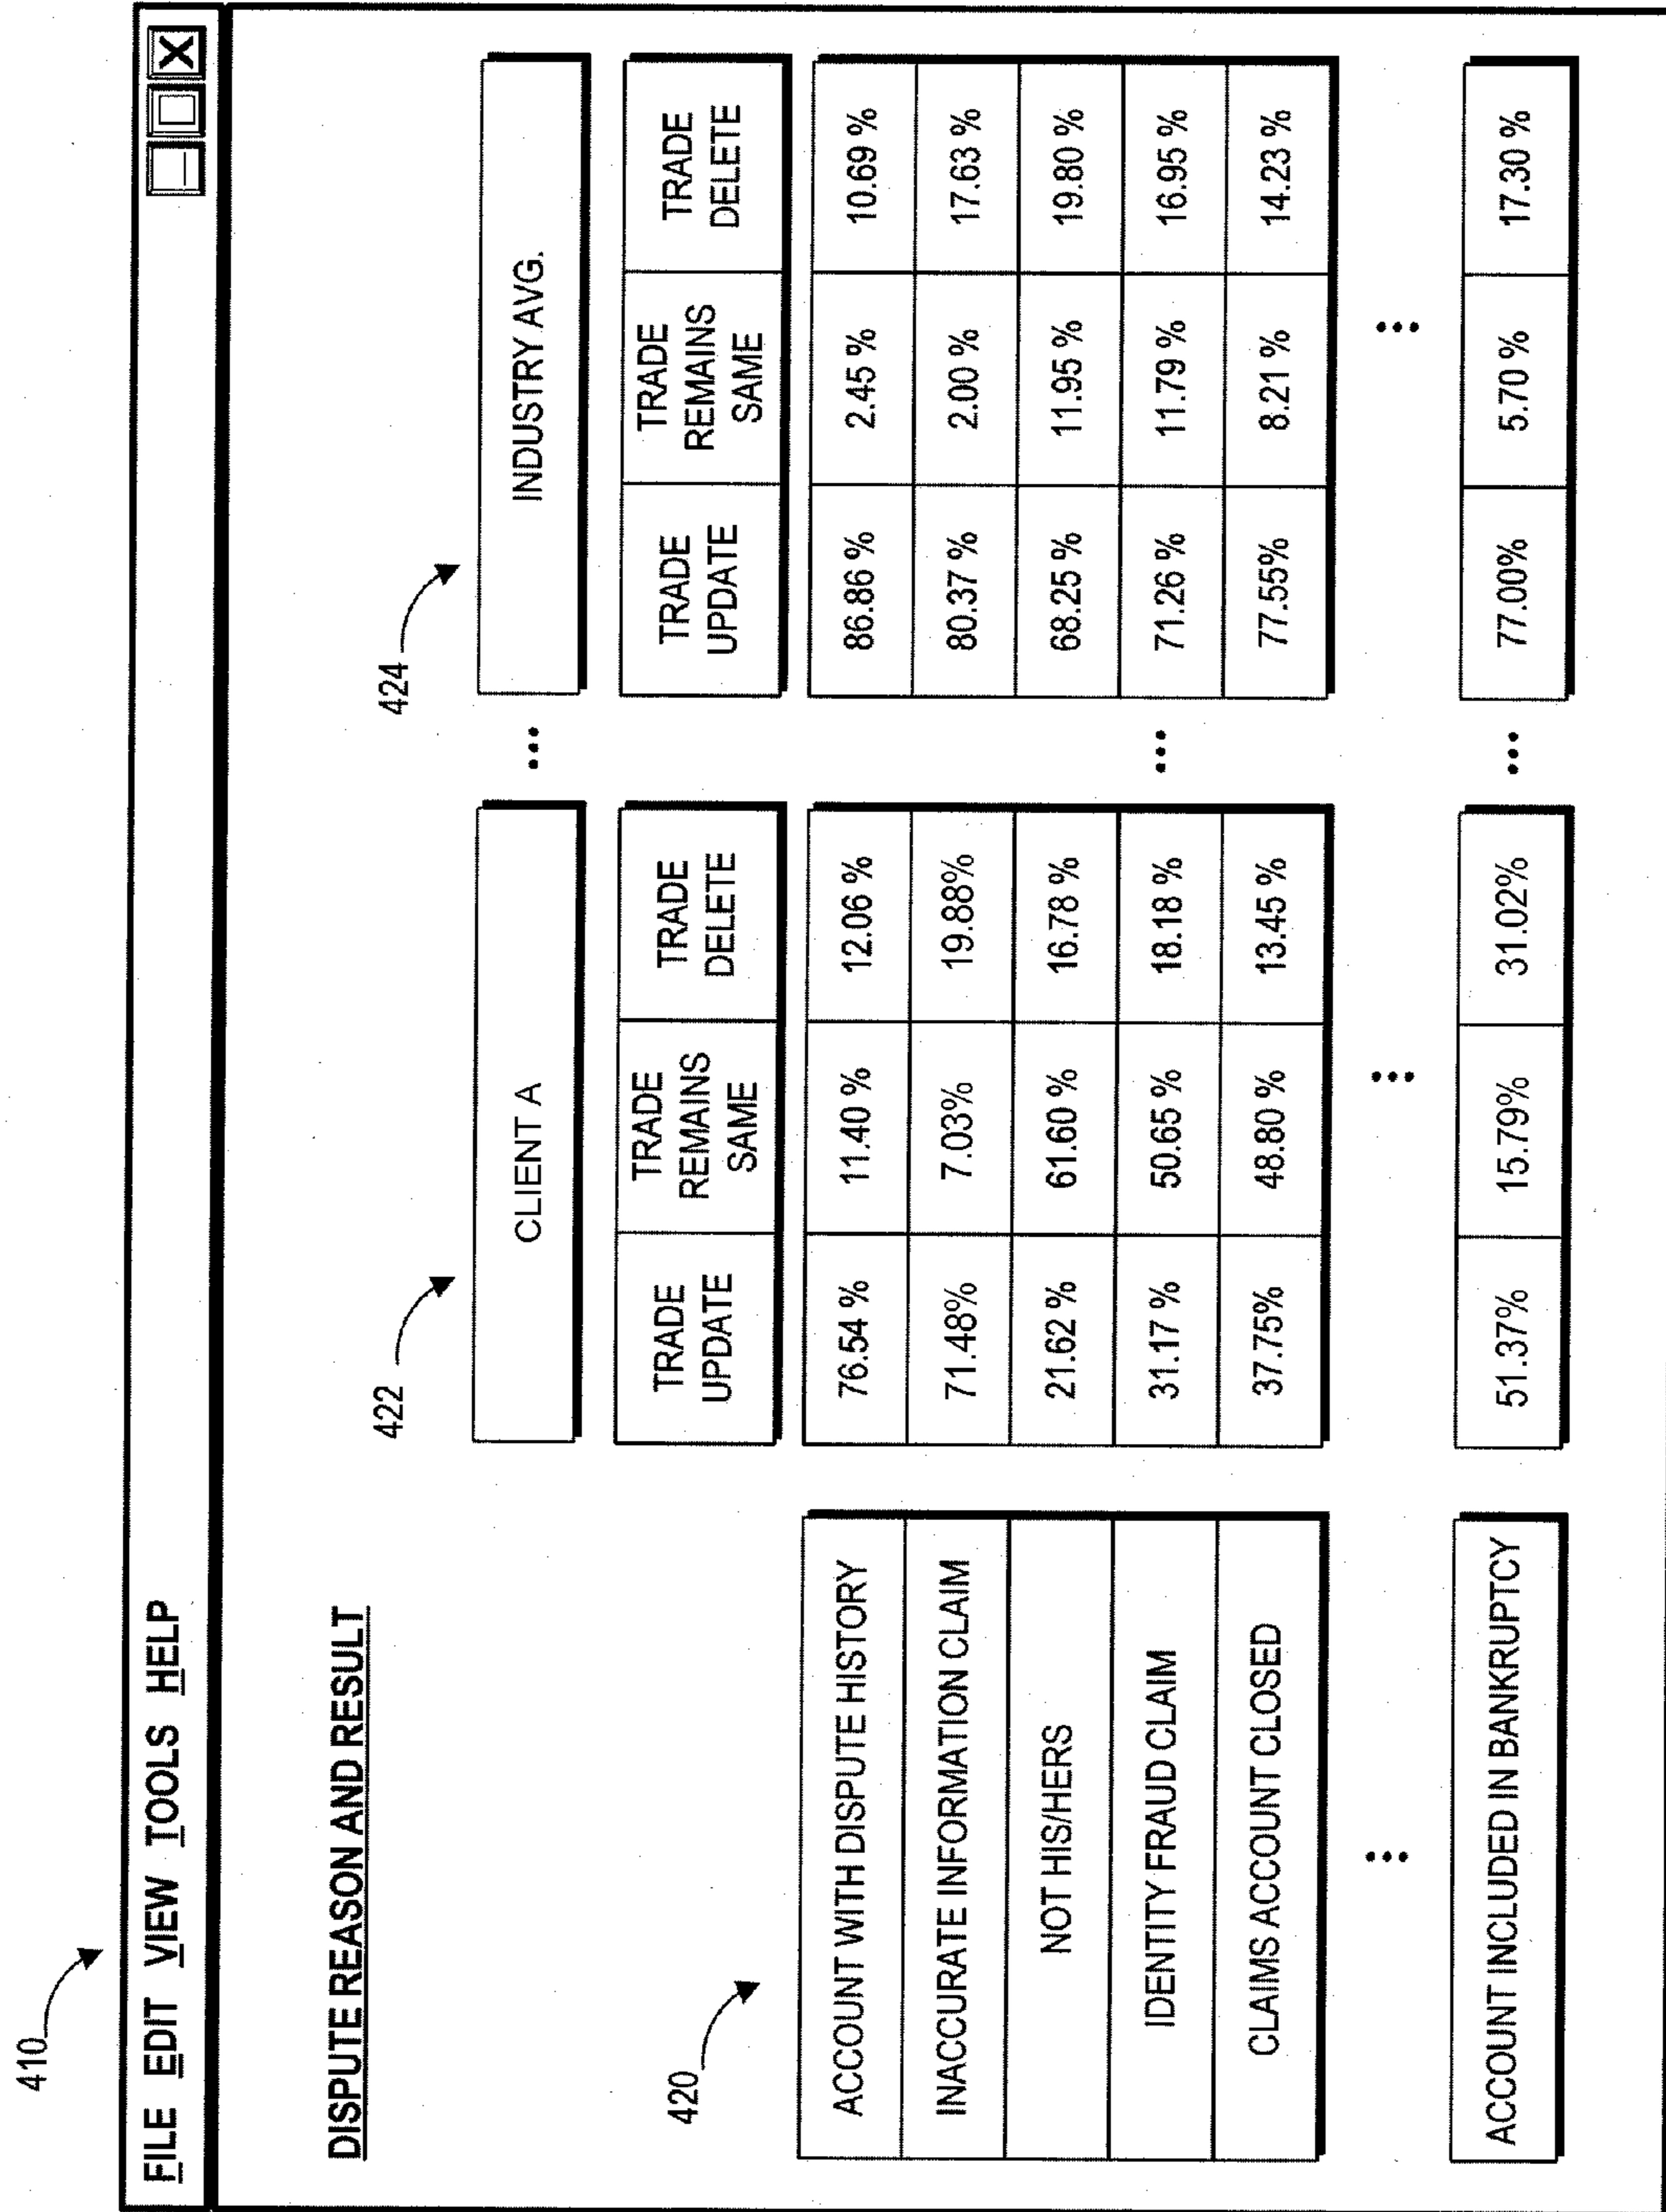 410
FILE EDIT VIEW TOOLS HELP
DISPUTE REASON AND RESULT
422
424
CLIENT A ... INDUSTRY AVG.
TRADE UPDATE TRADE REMAINS SAME TRADE DELETE TRADE UPDATE TRADE REMAINS SAME TRADE DELETE
420
ACCOUNT WITH DISPUTE HISTORY 76.54 % 11.40 % 12.06 % 86.86 % 2.45 % 10.69 %
INACCURATE INFORMATION CLAIM 71.48% 7.03% 19.88% 80.37 % 2.00 % 17.63 %
NOT HIS/HERS 21.62 % 61.60 % 16.78 % 68.25 % 11.95 % 19.80 %
IDENTITY FRAUD CLAIM 31.17 % 50.65 % 18.18 % ... 71.26 % 11.79 % 16.95 %
CLAIMS ACCOUNT CLOSED 37.75% 48.80 % 13.45 % 77.55% 8.21 % 14.23 %
... ... ...
ACCOUNT INCLUDED IN BANKRUPTCY 51.37% 15.79% 31.02% ... 77.00% 5.70 % 17.30 %